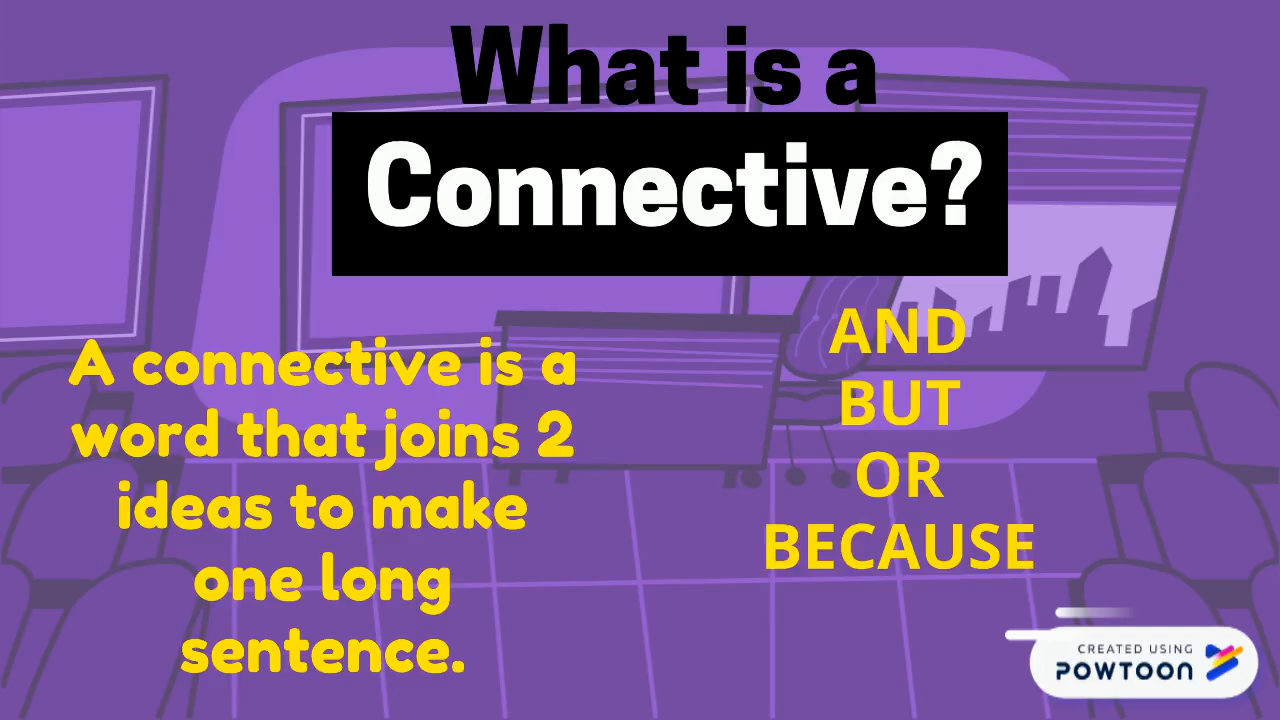 What is a
Connective?
A connective is a
word that joins 2
ideas to make
one long
sentence.
AND
BUT
OR
BECAUSE
CREATED USING
POWTOON